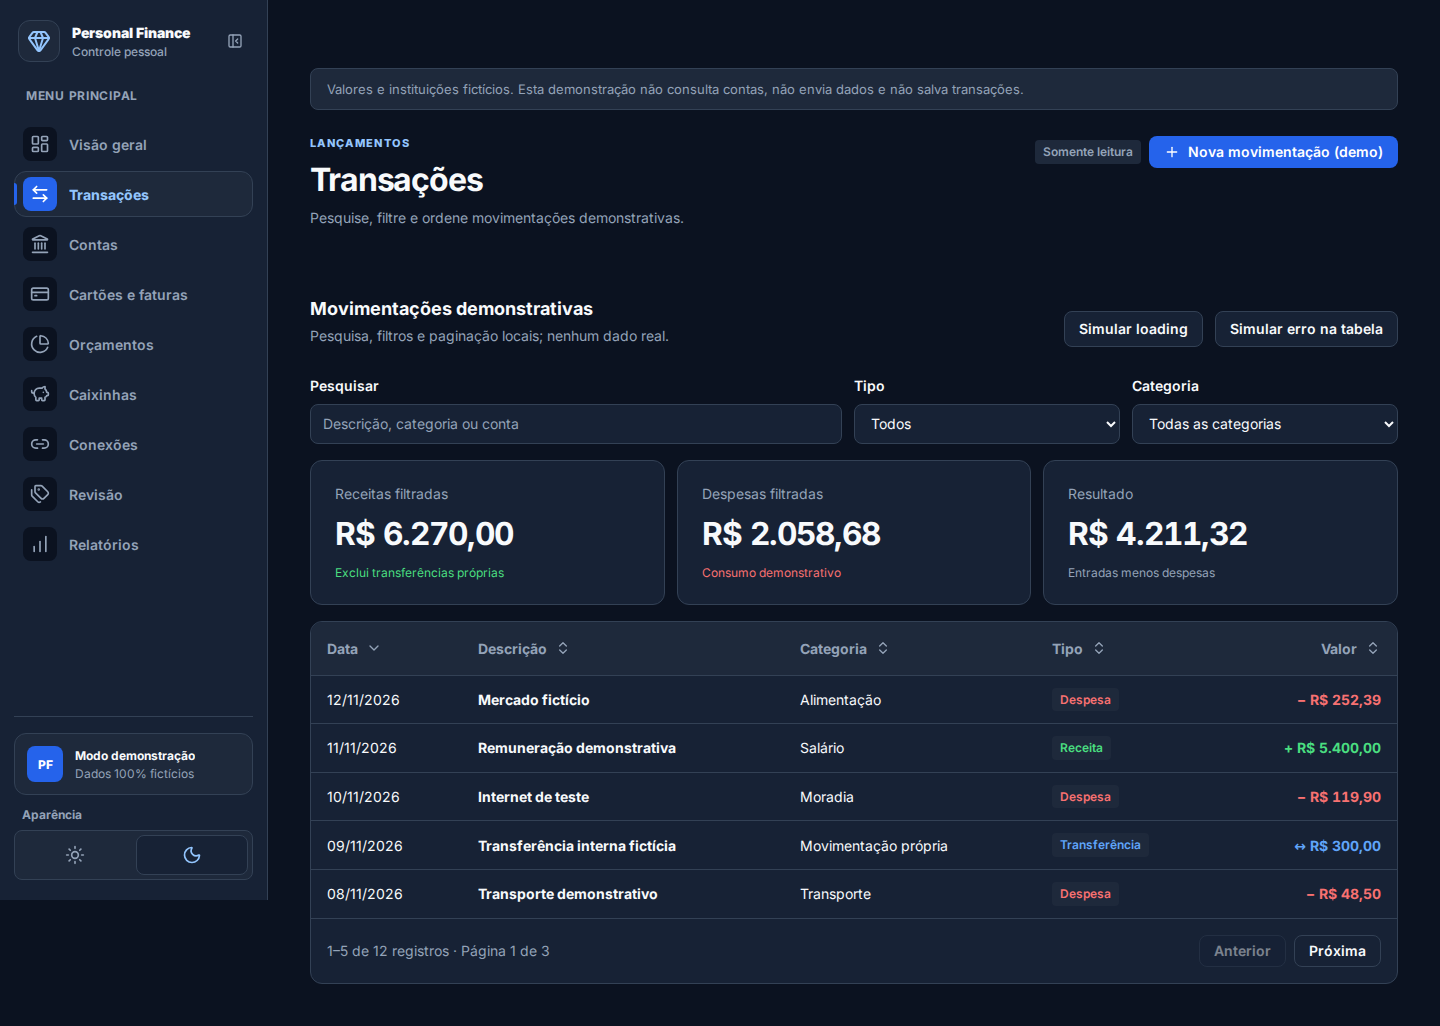 Personal Finance
Controle pessoal
MENU PRINCIPAL
Visão geral
Transações
Contas
Cartões e faturas
Orçamentos
Caixinhas
Conexões
Revisão
Relatórios
PF
Modo demonstração
Dados 100% fictícios
Aparência
Valores e instituições fictícios. Esta demonstração não consulta contas, não envia dados e não salva transações.
LANÇAMENTOS
Transações
Pesquise, filtre e ordene movimentações demonstrativas.
Somente leitura
Nova movimentação (demo)
Movimentações demonstrativas
Pesquisa, filtros e paginação locais; nenhum dado real.
Simular loading
Simular erro na tabela
Pesquisar
Tipo
Categoria
Descrição, categoria ou conta
Todos
Todas as categorias
Receitas filtradas
R$ 6.270,00
Exclui transferências próprias
Despesas filtradas
R$ 2.058,68
Consumo demonstrativo
Resultado
R$ 4.211,32
Entradas menos despesas
Data Descrição Categoria Tipo Valor
12/11/2026 Mercado fictício Alimentação Despesa − R$ 252,39
11/11/2026 Remuneração demonstrativa Salário Receita + R$ 5.400,00
10/11/2026 Internet de teste Moradia Despesa − R$ 119,90
09/11/2026 Transferência interna fictícia Movimentação própria Transferência ↔ R$ 300,00
08/11/2026 Transporte demonstrativo Transporte Despesa − R$ 48,50
1–5 de 12 registros · Página 1 de 3
Anterior
Próxima